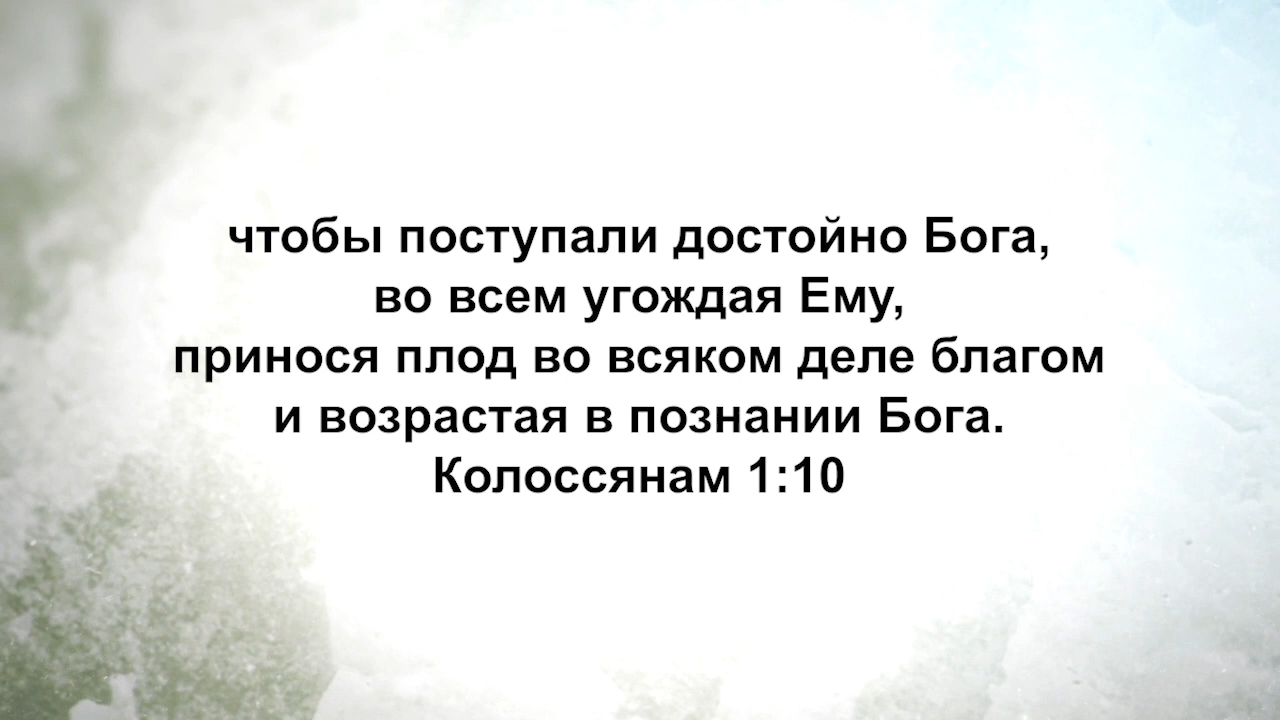 чтобы поступали достойно Бога,
во всем угождая Ему,
принося плод во всяком деле благом
и возрастая в познании Бога.
Колоссянам 1:10